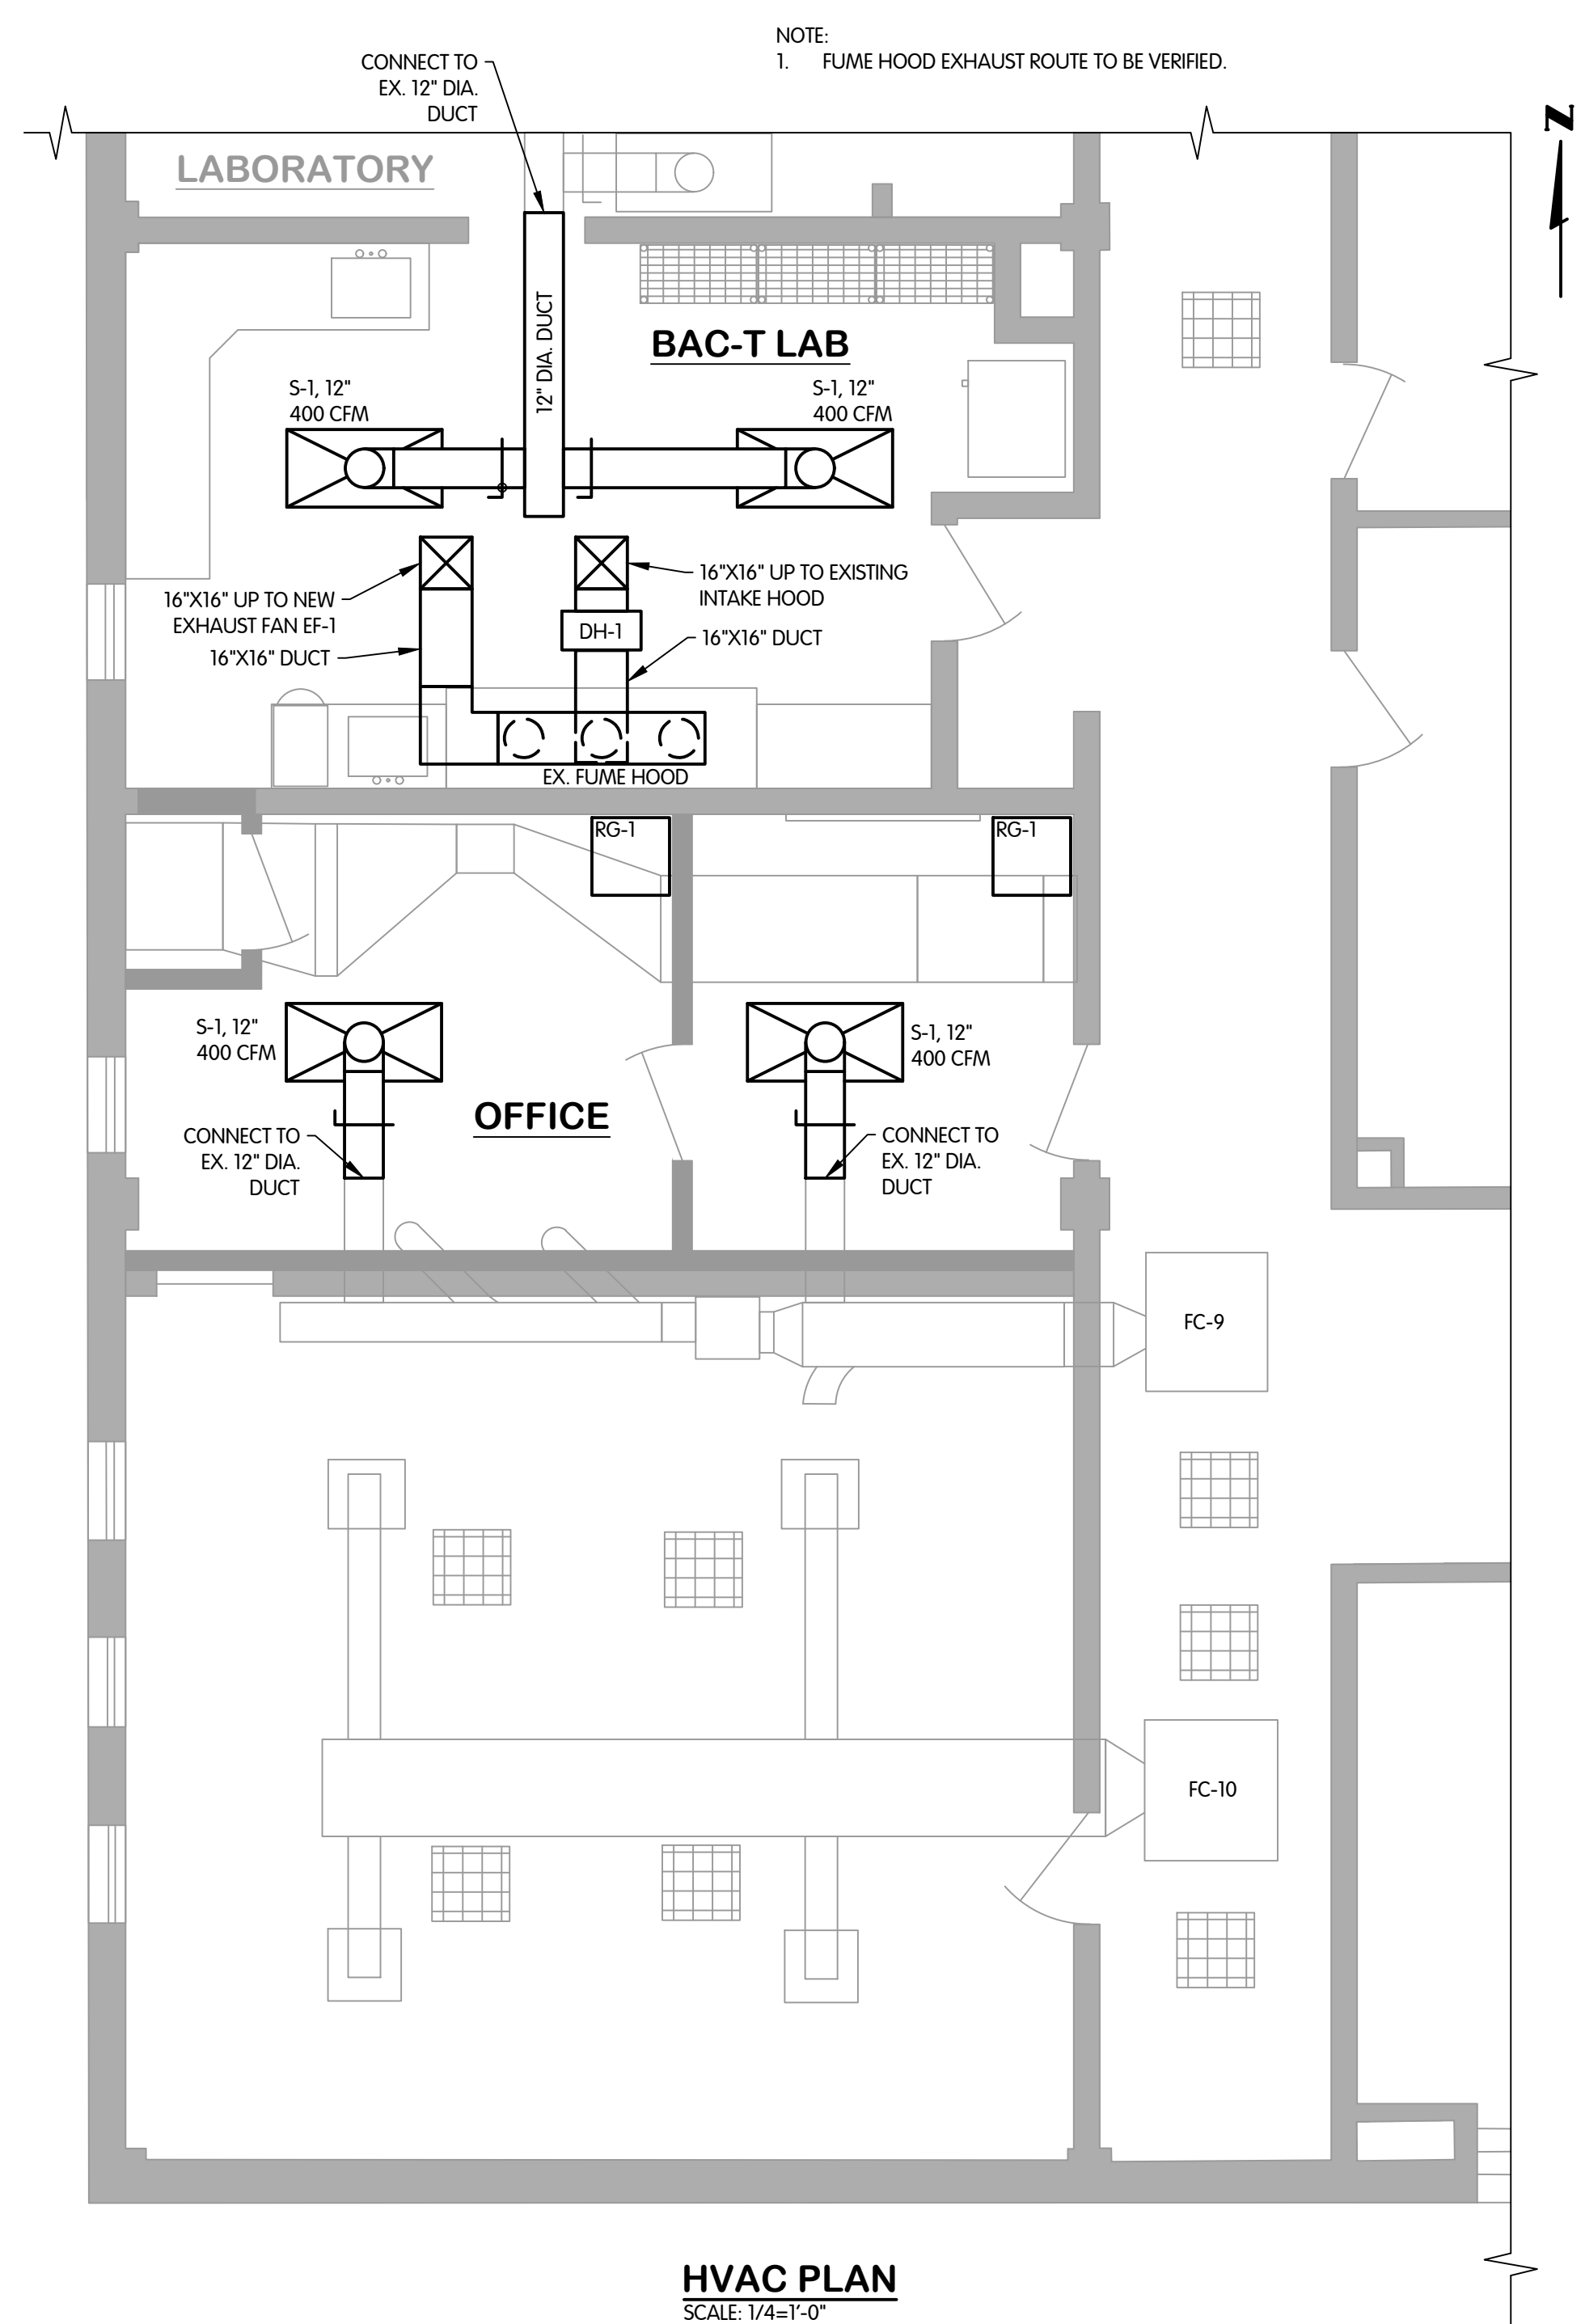 NOTE:
1. FUME HOOD EXHAUST ROUTE TO BE VERIFIED.
CONNECT TO
EX. 12" DIA.
DUCT
N
LABORATORY
12" DIA. DUCT
BAC-T LAB
S-1, 12"
400 CFM
S-1, 12"
400 CFM
16"X16" UP TO NEW
EXHAUST FAN EF-1
16"X16" DUCT
16"X16" UP TO EXISTING
INTAKE HOOD
DH-1
16"X16" DUCT
EX. FUME HOOD
RG-1
RG-1
S-1, 12"
400 CFM
S-1, 12"
400 CFM
OFFICE
CONNECT TO
EX. 12" DIA.
DUCT
CONNECT TO
EX. 12" DIA.
DUCT
FC-9
FC-10
HVAC PLAN
SCALE: 1/4=1'-0"